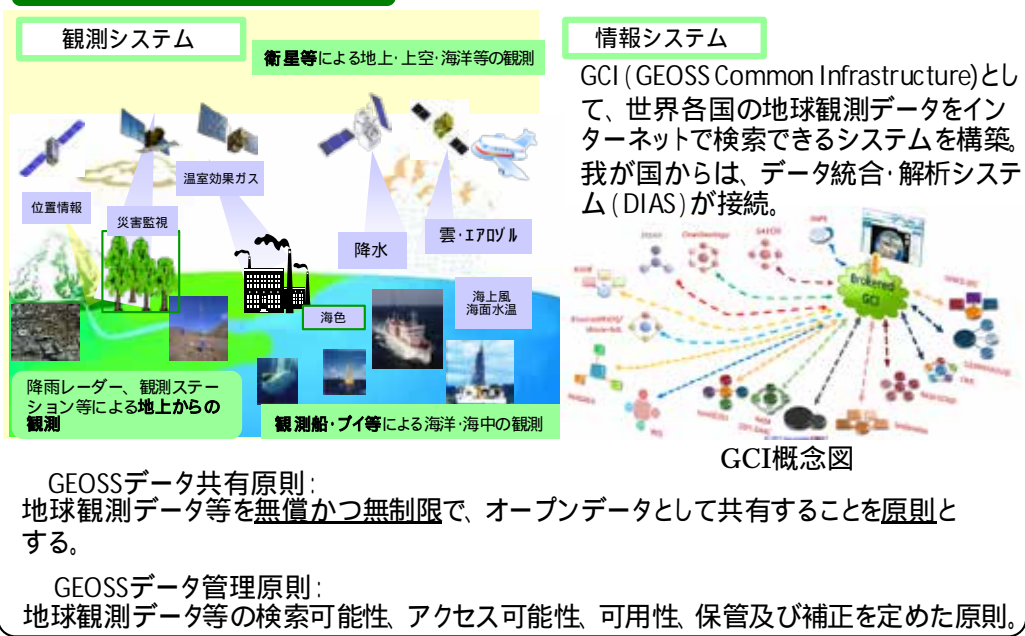 観測システム
衛星等による地上・上空・海洋等の観測
温室効果ガス
位置情報
災害監視
降水
雲・エアロゾル
海上風
海面水温
海色
降雨レーダー、観測ステー
ション等による地上からの
観測
観測船・ブイ等による海洋・海中の観測
情報システム
GCI(GEOSS Common Infrastructure)とし
て、世界各国の地球観測データをイン
ターネットで検索できるシステムを構築。
我が国からは、データ統合・解析システ
ム(DIAS)が接続。
Brokered
GCI
GCI概念図
GEOSSデータ共有原則:
地球観測データ等を無償かつ無制限で、オープンデータとして共有することを原則と
する。
GEOSSデータ管理原則:
地球観測データ等の検索可能性、アクセス可能性、可用性、保管及び補正を定めた原則。